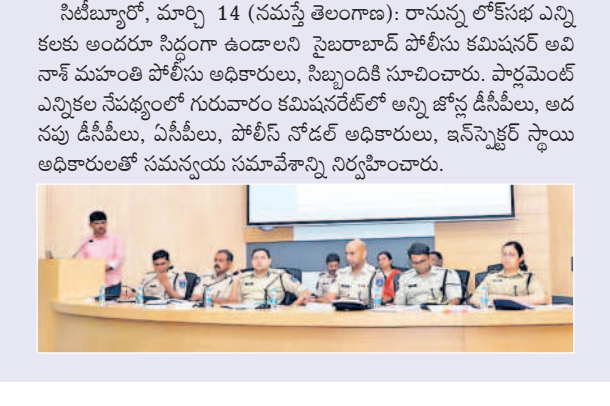 సిటీబ్యూరో, మార్చి 14 (నమస్తే తెలంగాణ): రానున్న లోక్‌సభ ఎన్ని
కలకు అందరూ సిద్ధంగా ఉండాలని సైబరాబాద్ పోలీసు కమిషనర్ అవి
నాశ్ మహంతి పోలీసు అధికారులు, సిబ్బందికి సూచించారు. పార్లమెంట్
ఎన్నికల నేపథ్యంలో గురువారం కమిషనరేట్‌లో అన్ని జోన్ల డీసీపీలు, అద
నపు డీసీపీలు, ఏసీపీలు, పోలీస్ నోడల్ అధికారులు, ఇన్‌స్పెక్టర్ స్థాయి
అధికారులతో సమన్వయ సమావేశాన్ని నిర్వహించారు.